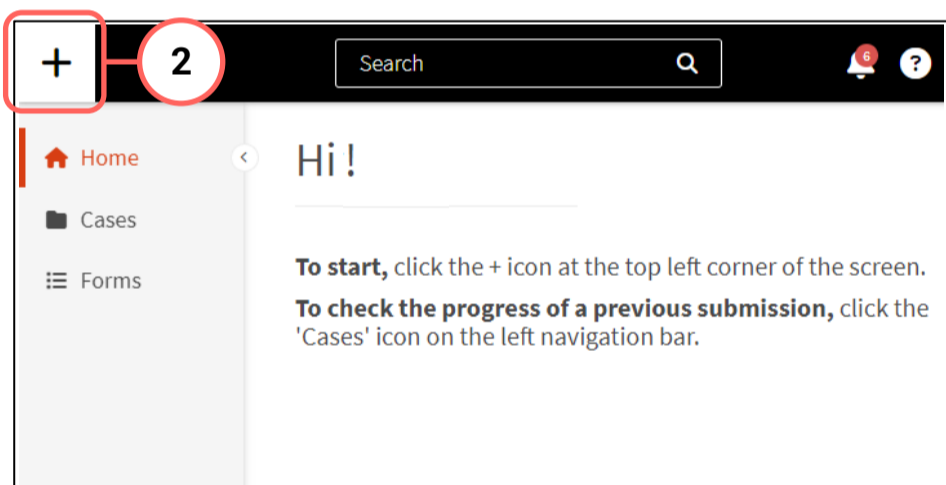 + 2 Search 6 ?
Home
Hi !
Cases
Forms
To start, click the + icon at the top left corner of the screen.
To check the progress of a previous submission, click the
'Cases' icon on the left navigation bar.